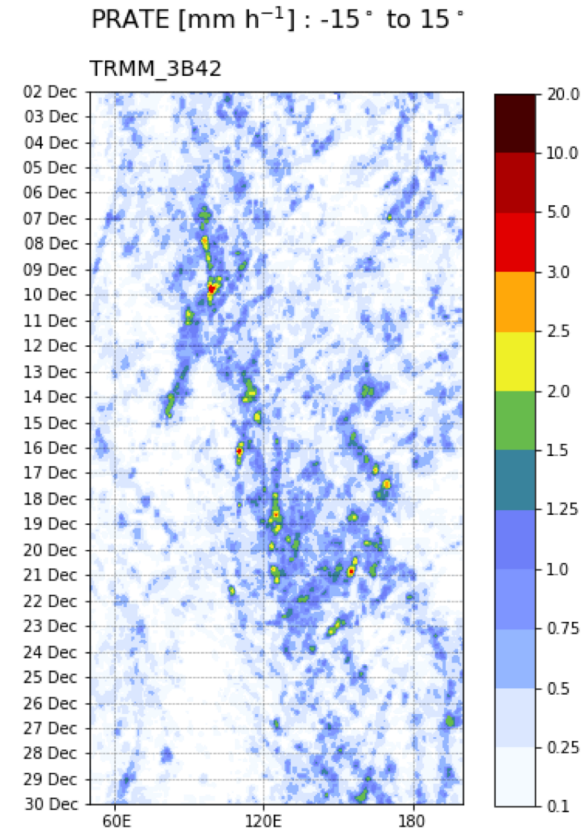 PRATE [mm h⁻¹] : -15° to 15°
TRMM_3B42
02 Dec
03 Dec
04 Dec
05 Dec
06 Dec
07 Dec
08 Dec
09 Dec
10 Dec
11 Dec
12 Dec
13 Dec
14 Dec
15 Dec
16 Dec
17 Dec
18 Dec
19 Dec
20 Dec
21 Dec
22 Dec
23 Dec
24 Dec
25 Dec
26 Dec
27 Dec
28 Dec
29 Dec
30 Dec
60E 120E 180
20.0
10.0
5.0
3.0
2.5
2.0
1.5
1.25
1.0
0.75
0.5
0.25
0.1